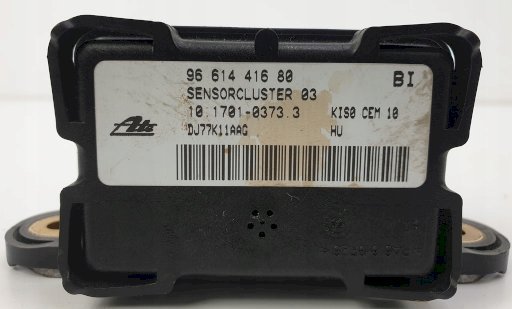 96 614 416 80 BI
SENSORCLUSTER 03
Ate 10.1701-0373.3 KIS0 CEM 10
DJ77K11AAG HU